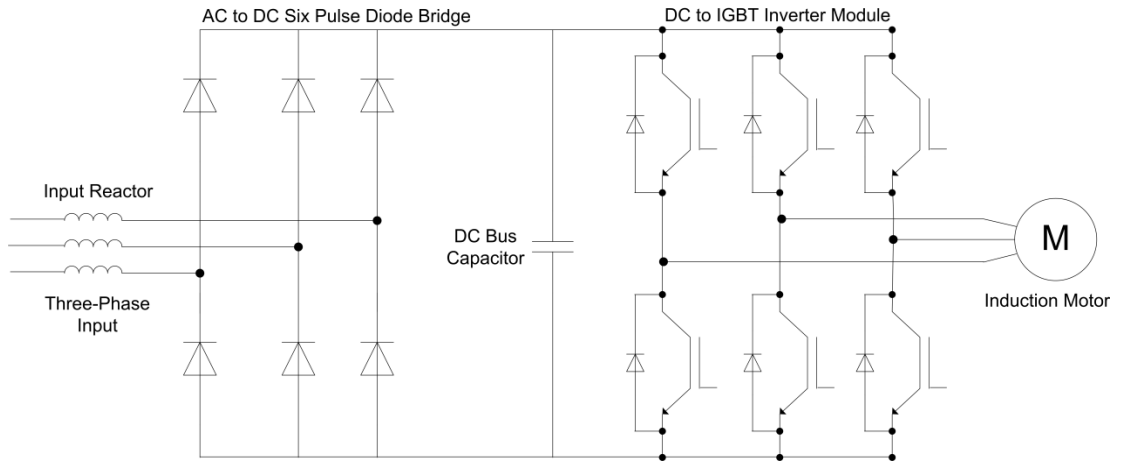 AC to DC Six Pulse Diode Bridge
DC to IGBT Inverter Module
Input Reactor
Three-Phase
Input
DC Bus
Capacitor
M
Induction Motor